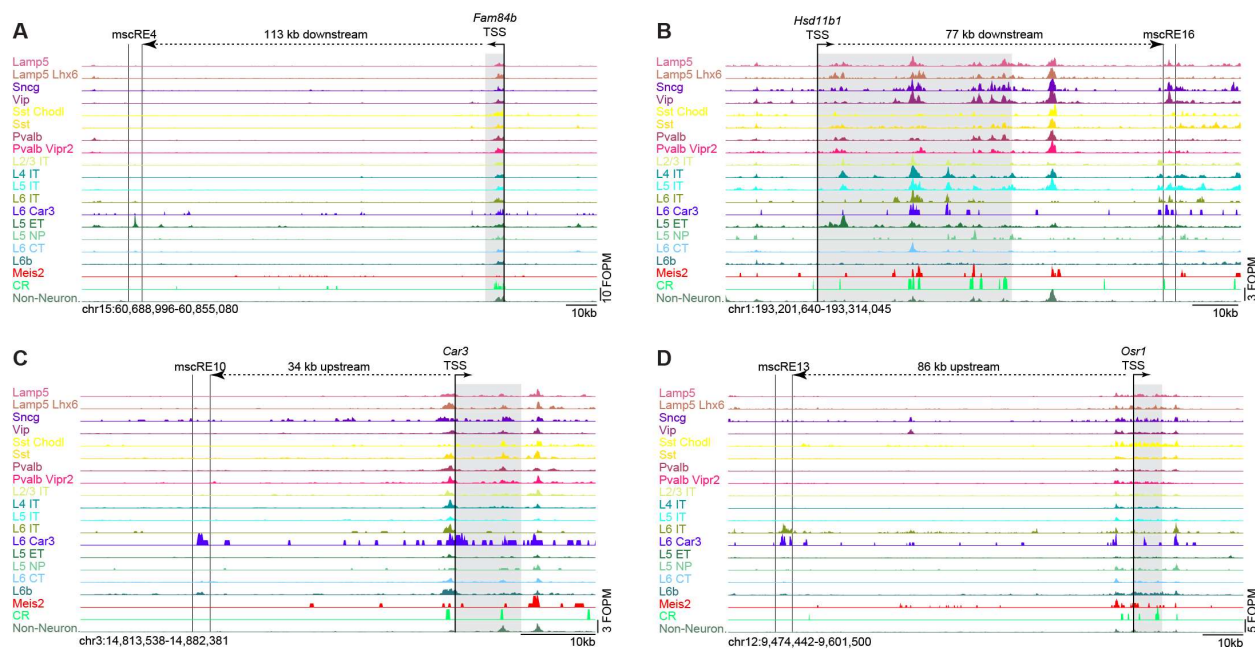 A
Fam84b
TSS
mscRE4
113 kb downstream
Lamp5
Lamp5 Lhx6
Sncg
Vip
Sst Chodl
Sst
Pvalb
Pvalb Vipr2
L2/3 IT
L4 IT
L5 IT
L6 IT
L6 Car3
L5 ET
L5 NP
L6 CT
L6b
Meis2
CR
Non-Neuron.
10 FOPM
chr15:60,688,996-60,855,080
10kb
B
Hsd11b1
TSS
77 kb downstream
mscRE16
Lamp5
Lamp5 Lhx6
Sncg
Vip
Sst Chodl
Sst
Pvalb
Pvalb Vipr2
L2/3 IT
L4 IT
L5 IT
L6 IT
L6 Car3
L5 ET
L5 NP
L6 CT
L6b
Meis2
CR
Non-Neuron.
3 FOPM
chr1:193,201,640-193,314,045
10kb
C
Car3
TSS
mscRE10
34 kb upstream
Lamp5
Lamp5 Lhx6
Sncg
Vip
Sst Chodl
Sst
Pvalb
Pvalb Vipr2
L2/3 IT
L4 IT
L5 IT
L6 IT
L6 Car3
L5 ET
L5 NP
L6 CT
L6b
Meis2
CR
Non-Neuron.
3 FOPM
chr3:14,813,538-14,882,381
10kb
D
Osr1
TSS
mscRE13
86 kb upstream
Lamp5
Lamp5 Lhx6
Sncg
Vip
Sst Chodl
Sst
Pvalb
Pvalb Vipr2
L2/3 IT
L4 IT
L5 IT
L6 IT
L6 Car3
L5 ET
L5 NP
L6 CT
L6b
Meis2
CR
Non-Neuron.
5 FOPM
chr12:9,474,442-9,601,500
10kb